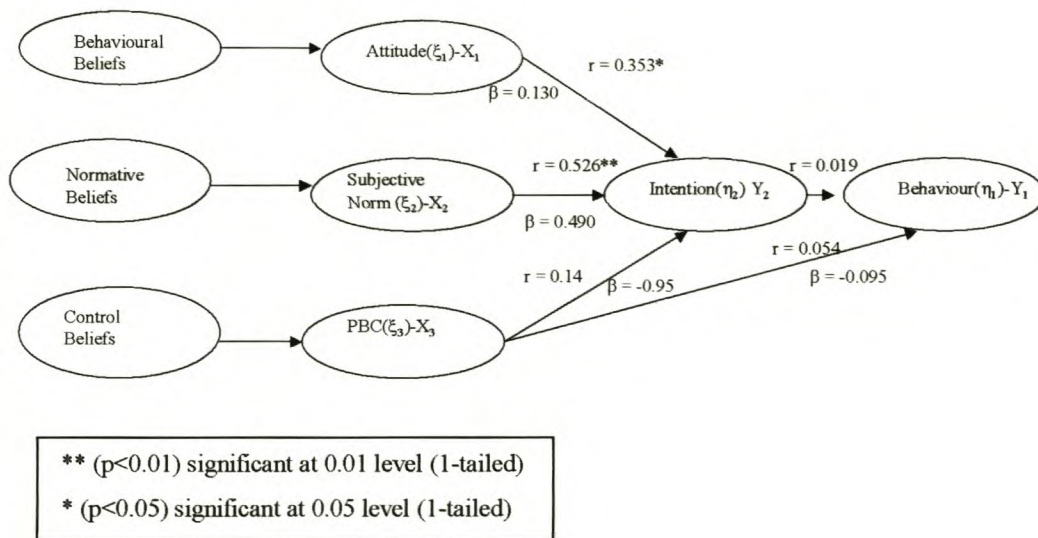 Behavioural
Beliefs
Attitude(ξ₁)-X₁
r = 0.353*
β = 0.130
Normative
Beliefs
Subjective
Norm (ξ₂)-X₂
r = 0.526**
β = 0.490
Intention(η₂) Y₂
r = 0.019
Behaviour(η₁)-Y₁
Control
Beliefs
PBC(ξ₃)-X₃
r = 0.14
β = -0.95
r = 0.054
β = -0.095
** (p<0.01) significant at 0.01 level (1-tailed)
* (p<0.05) significant at 0.05 level (1-tailed)